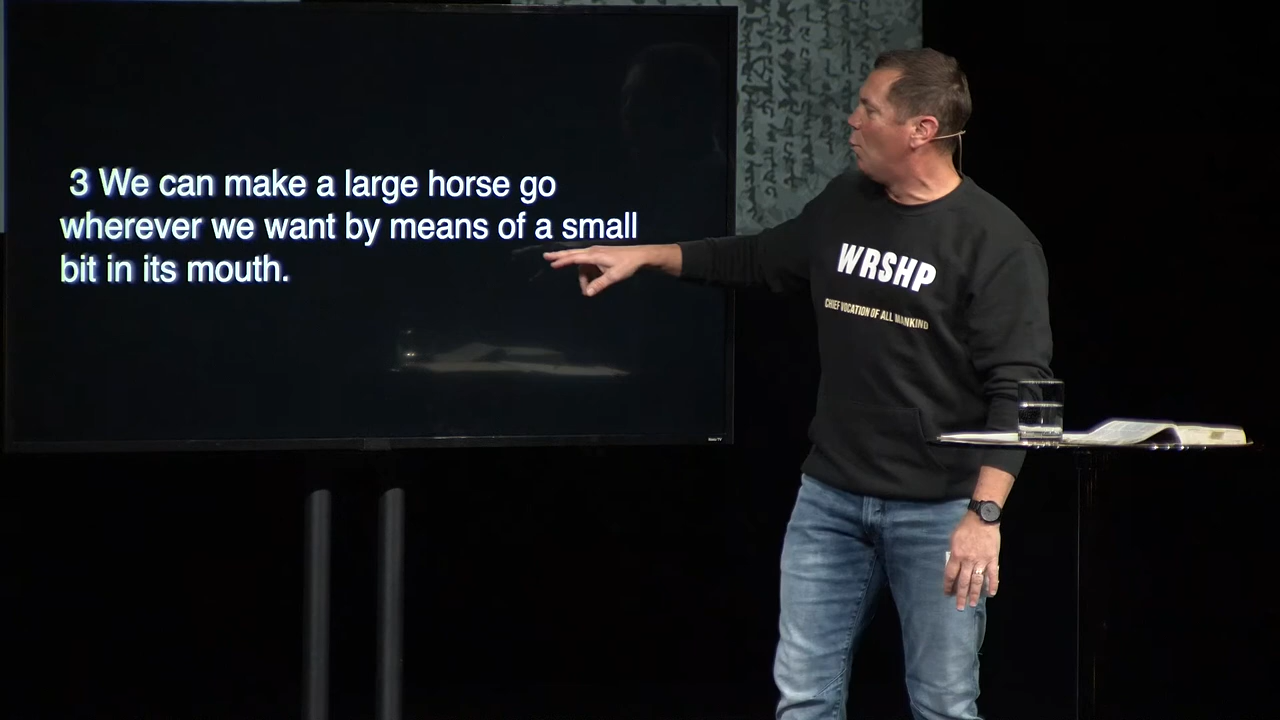 3 We can make a large horse go
wherever we want by means of a small
bit in its mouth.
WRSHP
CHIEF VOCATION OF ALL MANKIND